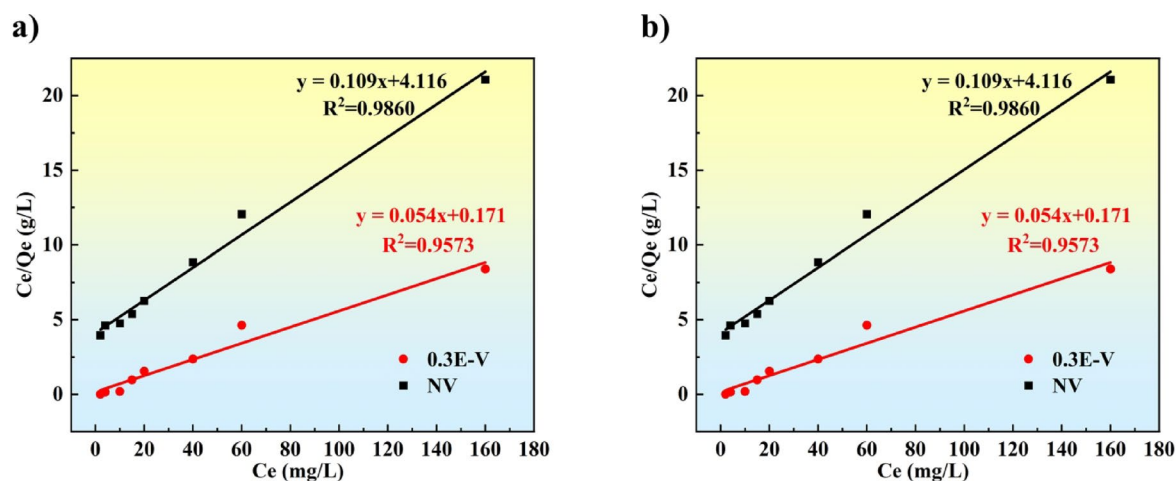 a)
y = 0.109x+4.116
R²=0.9860
y = 0.054x+0.171
R²=0.9573
0.3E-V
NV
Ce/Qe (g/L)
20
15
10
5
0
0 20 40 60 80 100 120 140 160 180
Ce (mg/L)
b)
y = 0.109x+4.116
R²=0.9860
y = 0.054x+0.171
R²=0.9573
0.3E-V
NV
Ce/Qe (g/L)
20
15
10
5
0
0 20 40 60 80 100 120 140 160 180
Ce (mg/L)